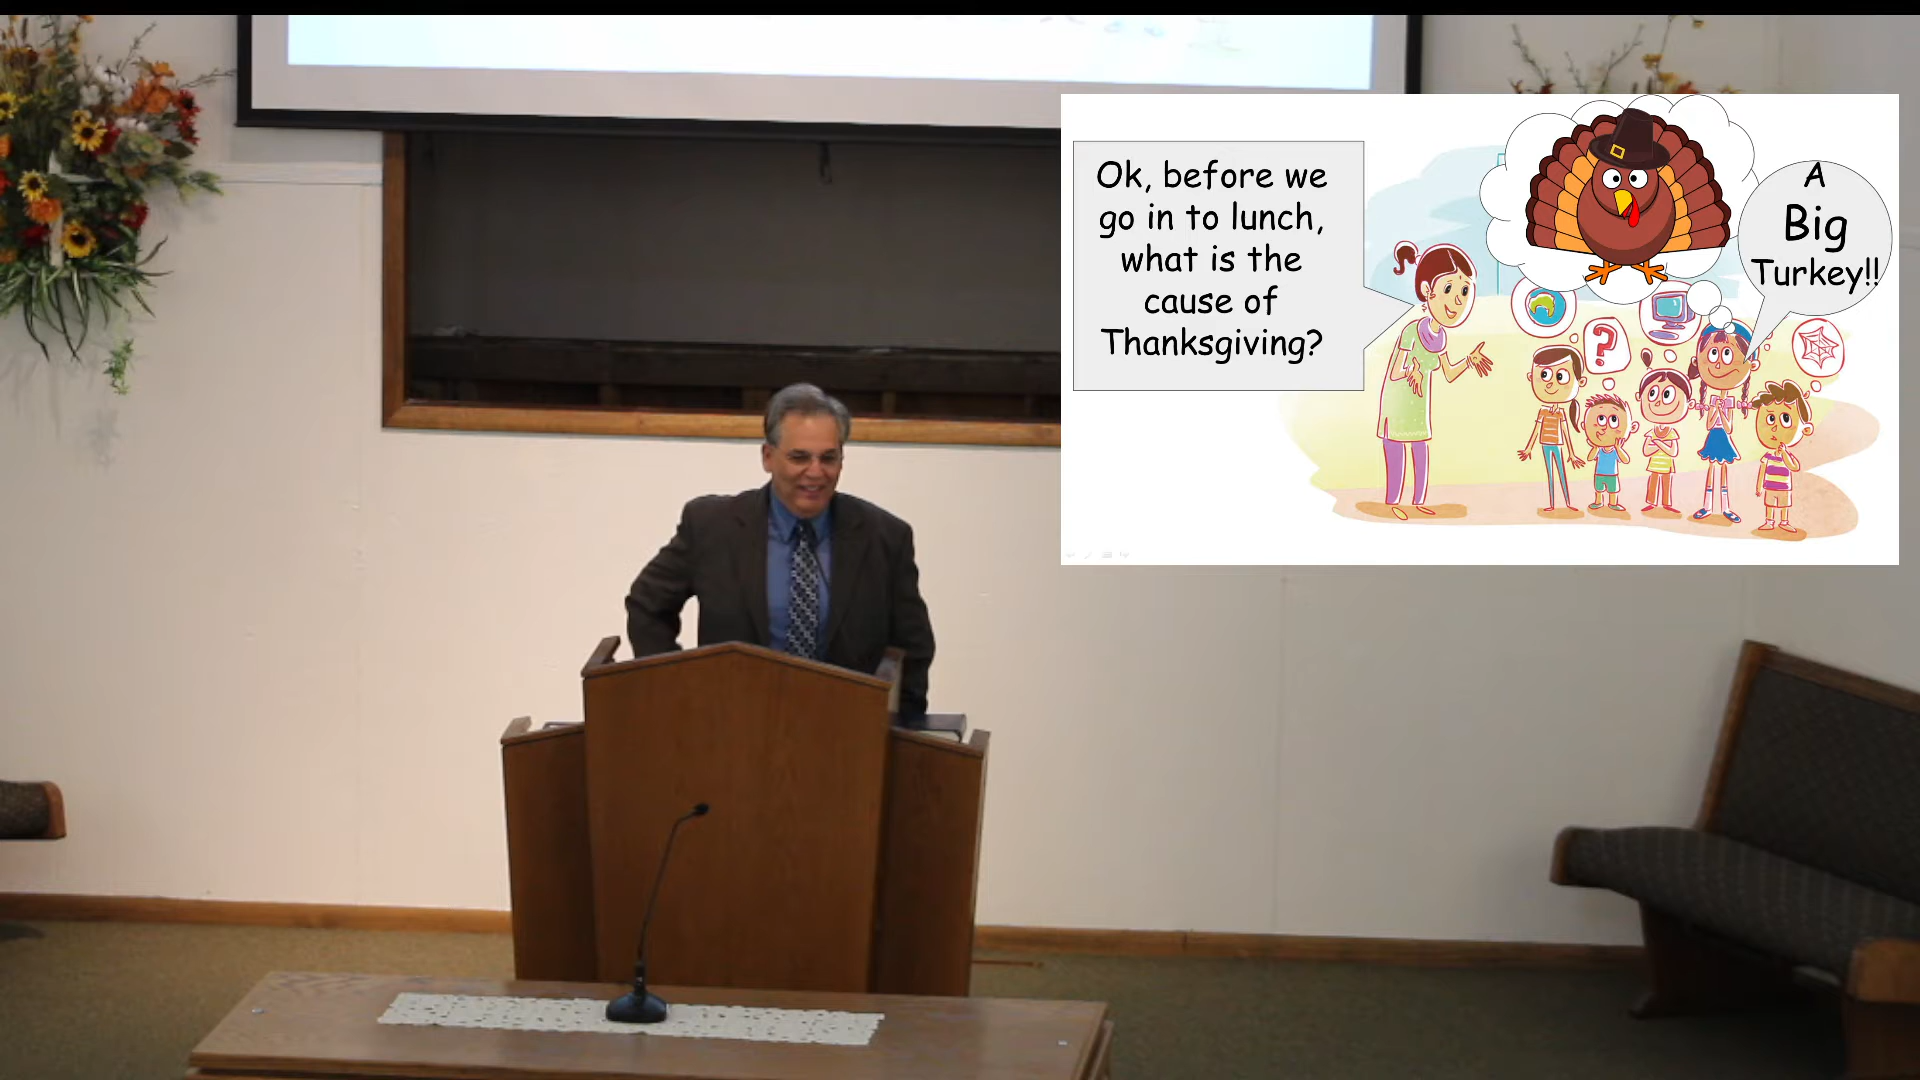 Ok, before we
go in to lunch,
what is the
cause of
Thanksgiving?
A
Big
Turkey!!
?